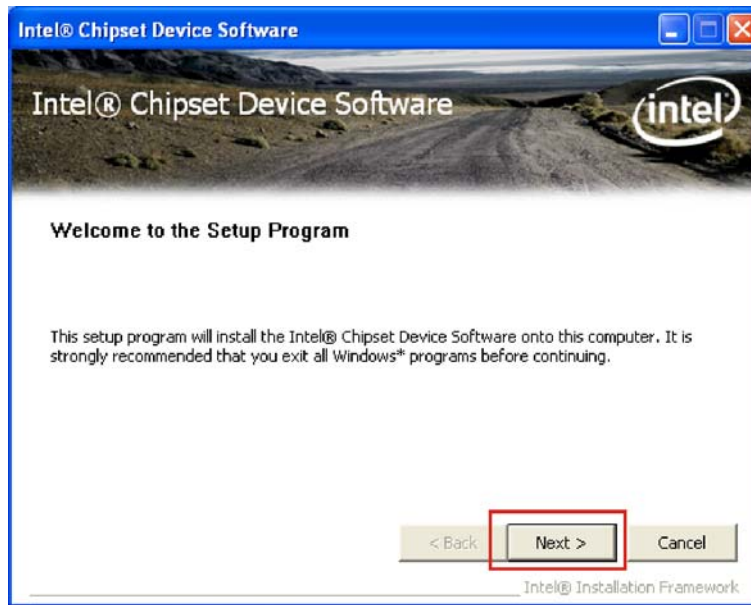 Intel® Chipset Device Software
Intel® Chipset Device Software
intel
Welcome to the Setup Program
This setup program will install the Intel® Chipset Device Software onto this computer. It is
strongly recommended that you exit all Windows* programs before continuing.
< Back Next > Cancel
Intel® Installation Framework